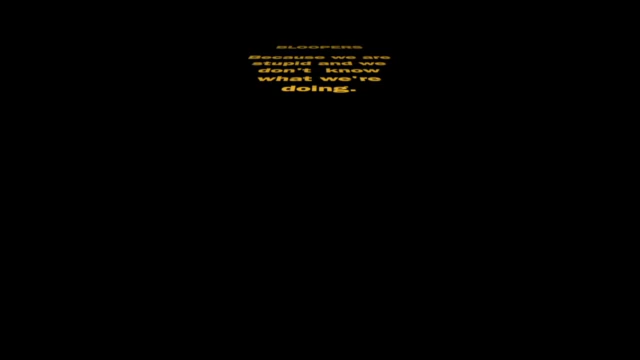 BLOOPERS
Because we are
stupid and we
don't know
what we're
doing.